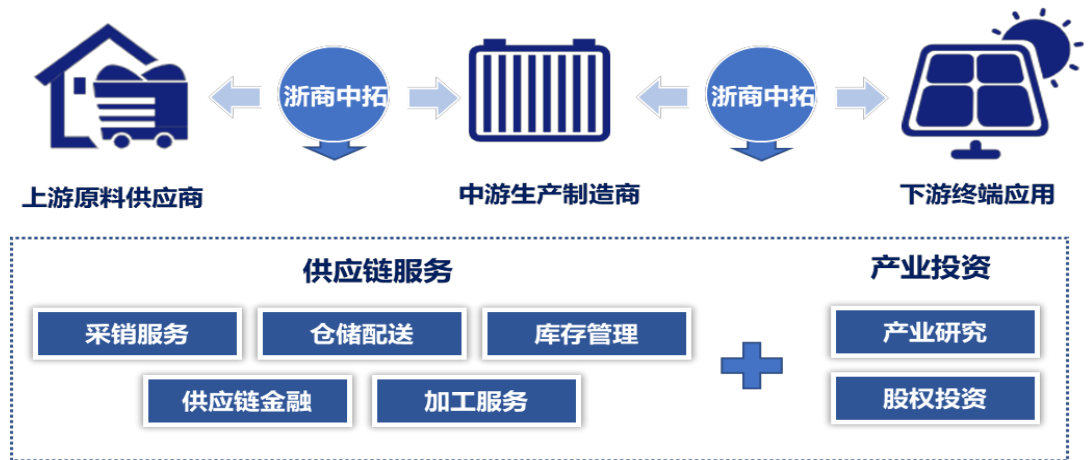 浙商中拓
浙商中拓
上游原料供应商
中游生产制造商
下游终端应用
供应链服务
产业投资
采销服务
仓储配送
库存管理
产业研究
供应链金融
加工服务
股权投资